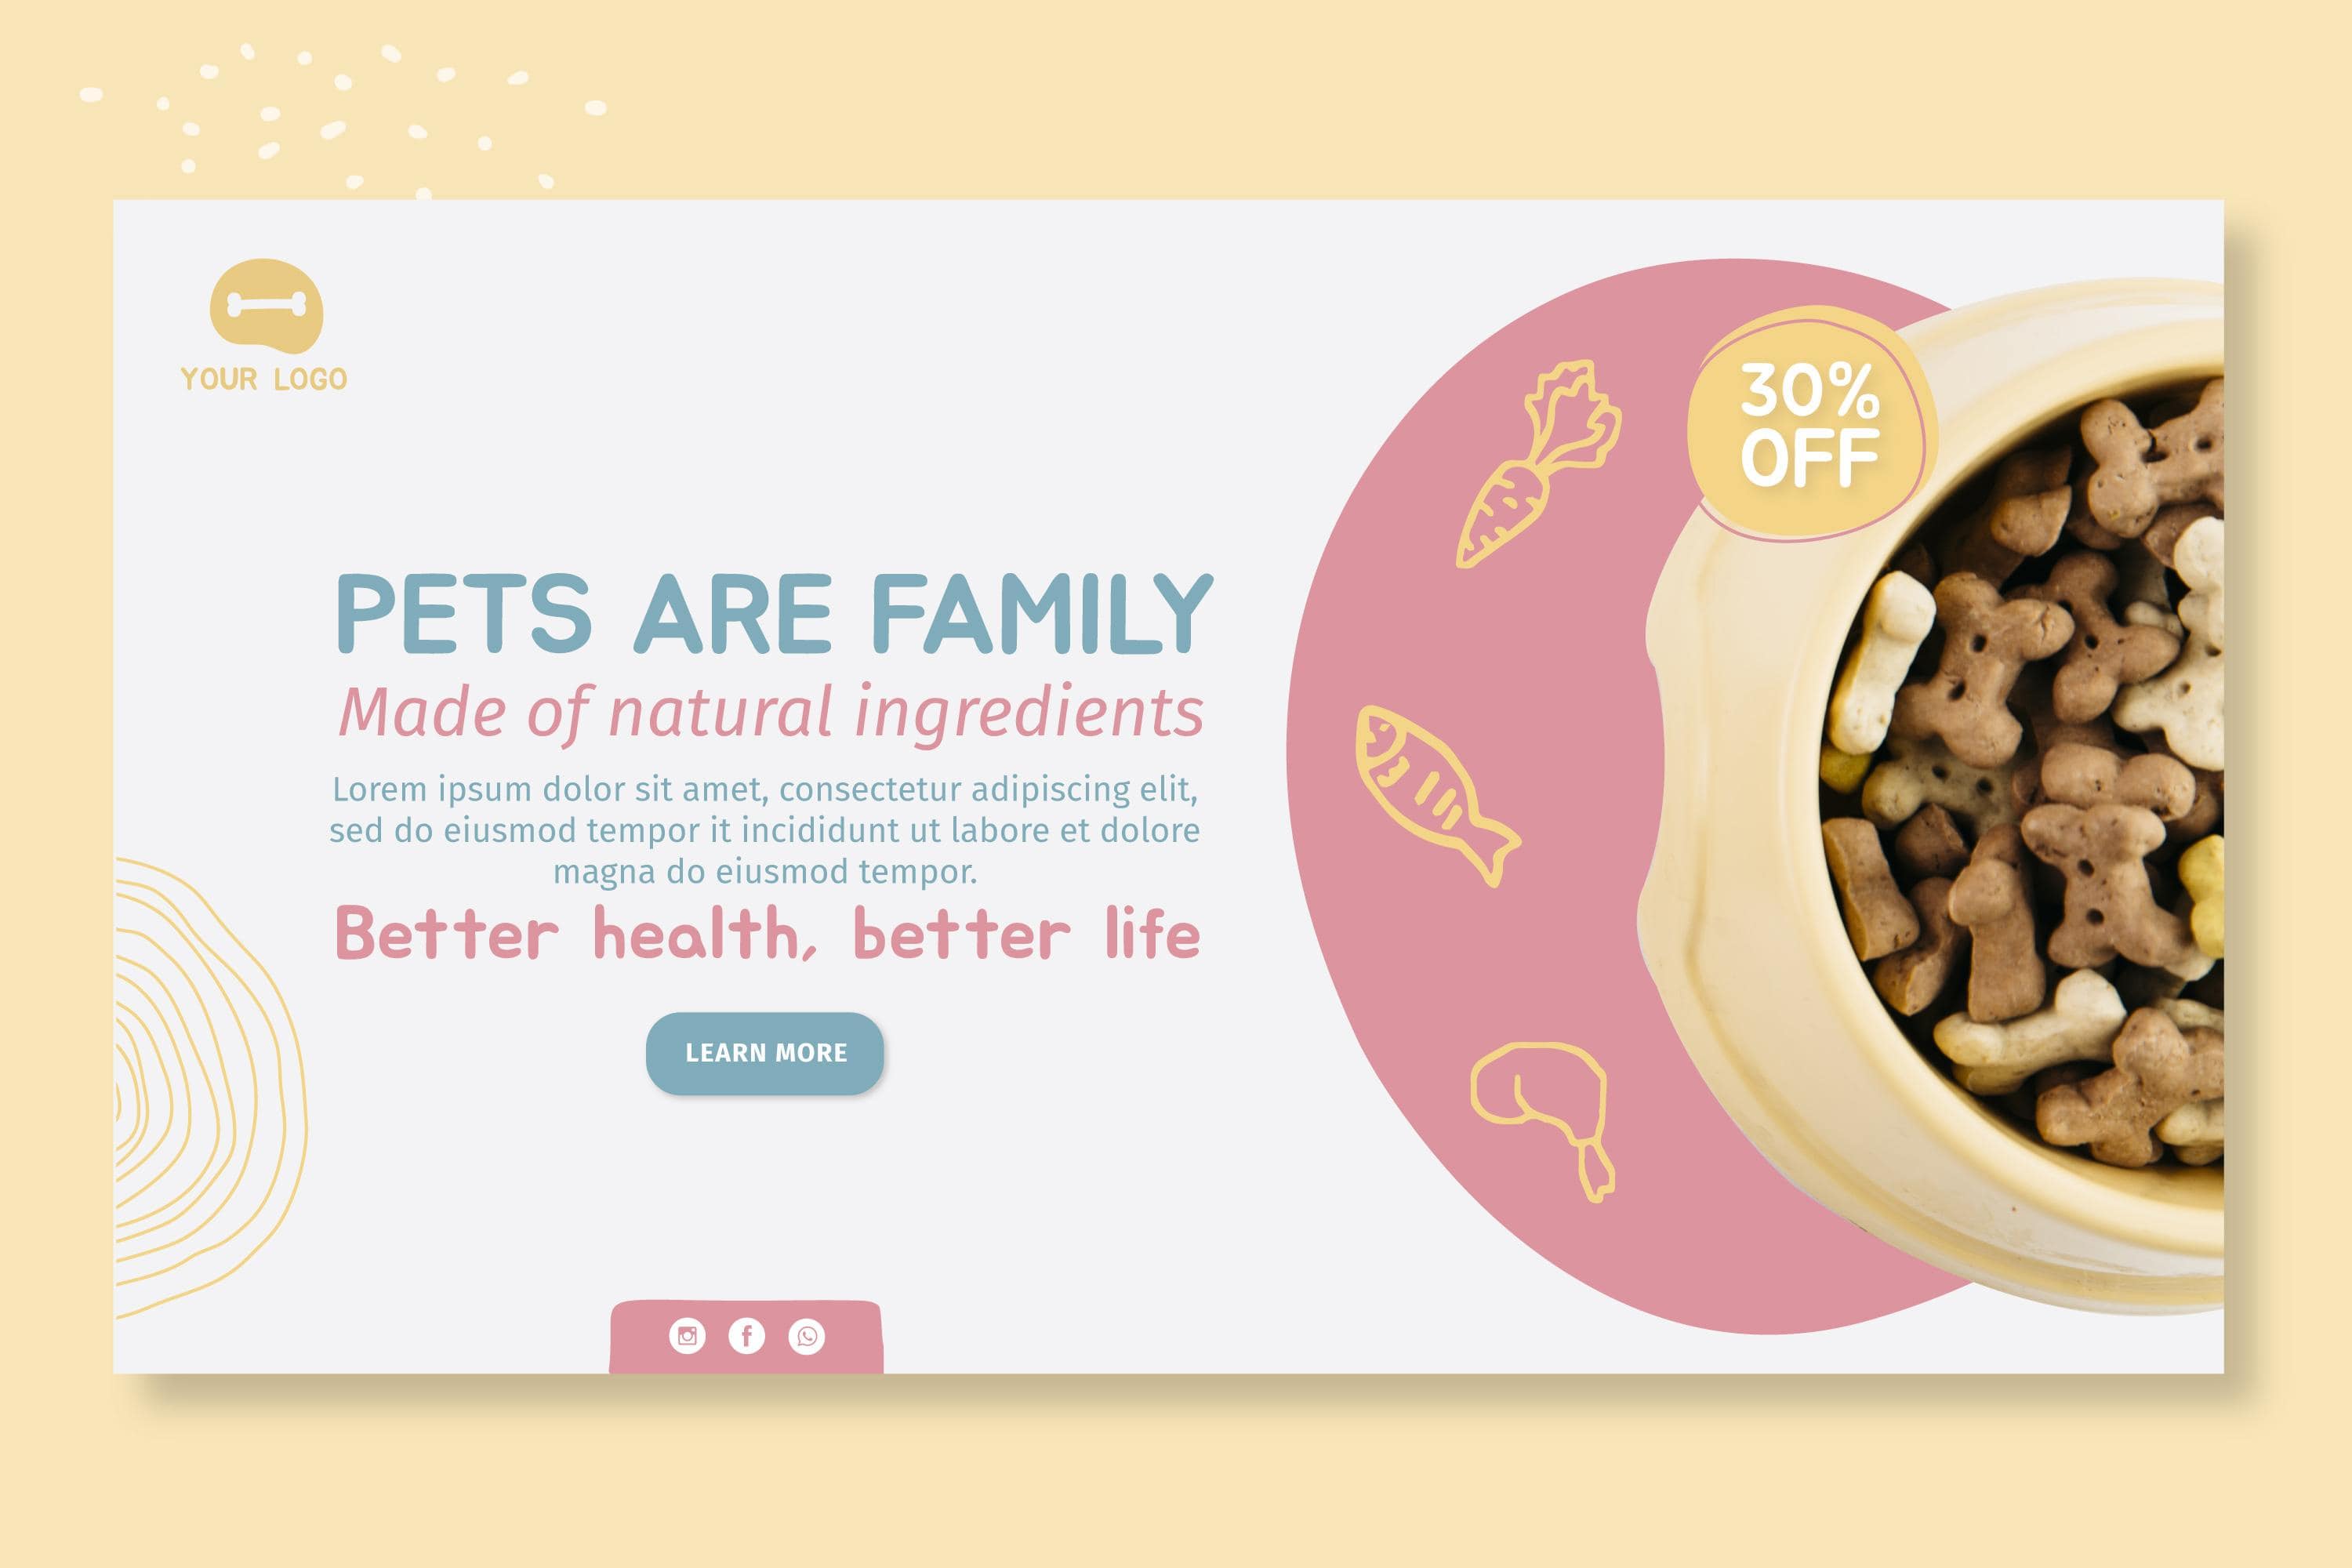 YOUR LOGO
30%
OFF
PETS ARE FAMILY
Made of natural ingredients
Lorem ipsum dolor sit amet, consectetur adipiscing elit,
sed do eiusmod tempor it incididunt ut labore et dolore
magna do eiusmod tempor.
Better health, better life
LEARN MORE